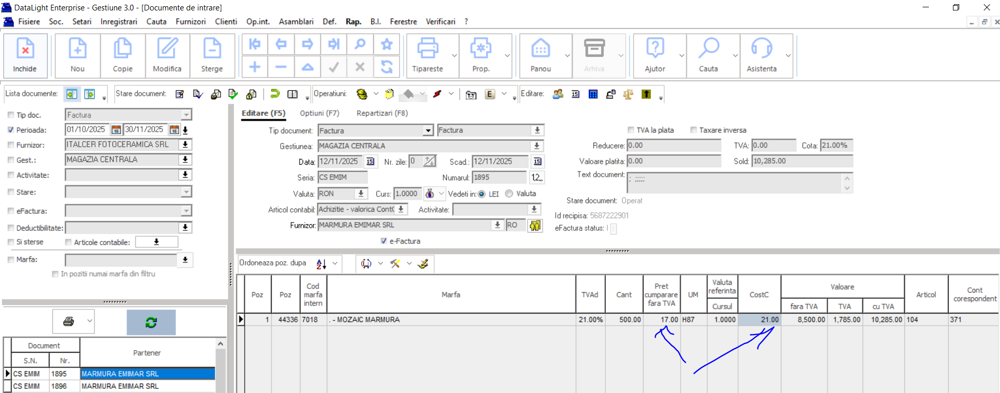 DataLight Enterprise - Gestiune 3.0 - [Documente de intrare]
Fisiere Soc. Setari Inregistrari Cauta Furnizori Clienti Op.int. Asamblari Def. Rap. B.I. Ferestre Verificari ?
Inchide Nou Copie Modifica Sterge Tipareste Prop. Panou Arhiva Ajutor Cauta Asistenta
Lista documente: Stare document: Operatiuni: E Editare: 15
Tip doc. Factura
Perioada: 01/10/2025 30/11/2025
Furnizor: ITALCER FOTOCERAMICA SRL
Gest.: MAGAZIA CENTRALA
Activitate:
Stare:
eFactura:
Deductibilitate:
Si sterse Articole contabile:
Marfa:
In pozitii numai marfa din filtru
Document Partener
S.N. Nr.
CS EMIM 1895 MARMURA EMIMAR SRL
CS EMIM 1896 MARMURA EMIMAR SRL
Editare (F5) Optiuni (F7) Repartizari (F8)
Tip document: Factura Factura
Gestiunea: MAGAZIA CENTRALA
Data: 12/11/2025 15 Nr. zile: 0 Scad.: 12/11/2025 15
Seria: CS EMIM Numarul: 1895 1,2...
Valuta: RON Curs: 1.0000 Vedeti in: LEI Valuta
Articol contabil: Achizitie - valorica Cont Activitate:
Furnizor: MARMURA EMIMAR SRL RO
e-Factura
TVA la plata Taxare inversa
Reducere: 0.00 TVA: 0.00 Cota: 21.00%
Valoare platita: 0.00 Sold: 10,285.00
Text document: ; ;;;;;
Stare document: Operat
Id recipisa: 5687222901
eFactura status: I
Ordoneaza poz. dupa
Poz Poz Cod marfa intern Marfa TVAd Cant Pret cumparare fara TVA UM Valuta referinta Cursul CostC Valoare fara TVA TVA cu TVA Articol Cont corespondent
1 44336 7018 . - MOZAIC MARMURA 21.00% 500.00 17.00 H87 1.0000 21.00 8,500.00 1,785.00 10,285.00 104 371